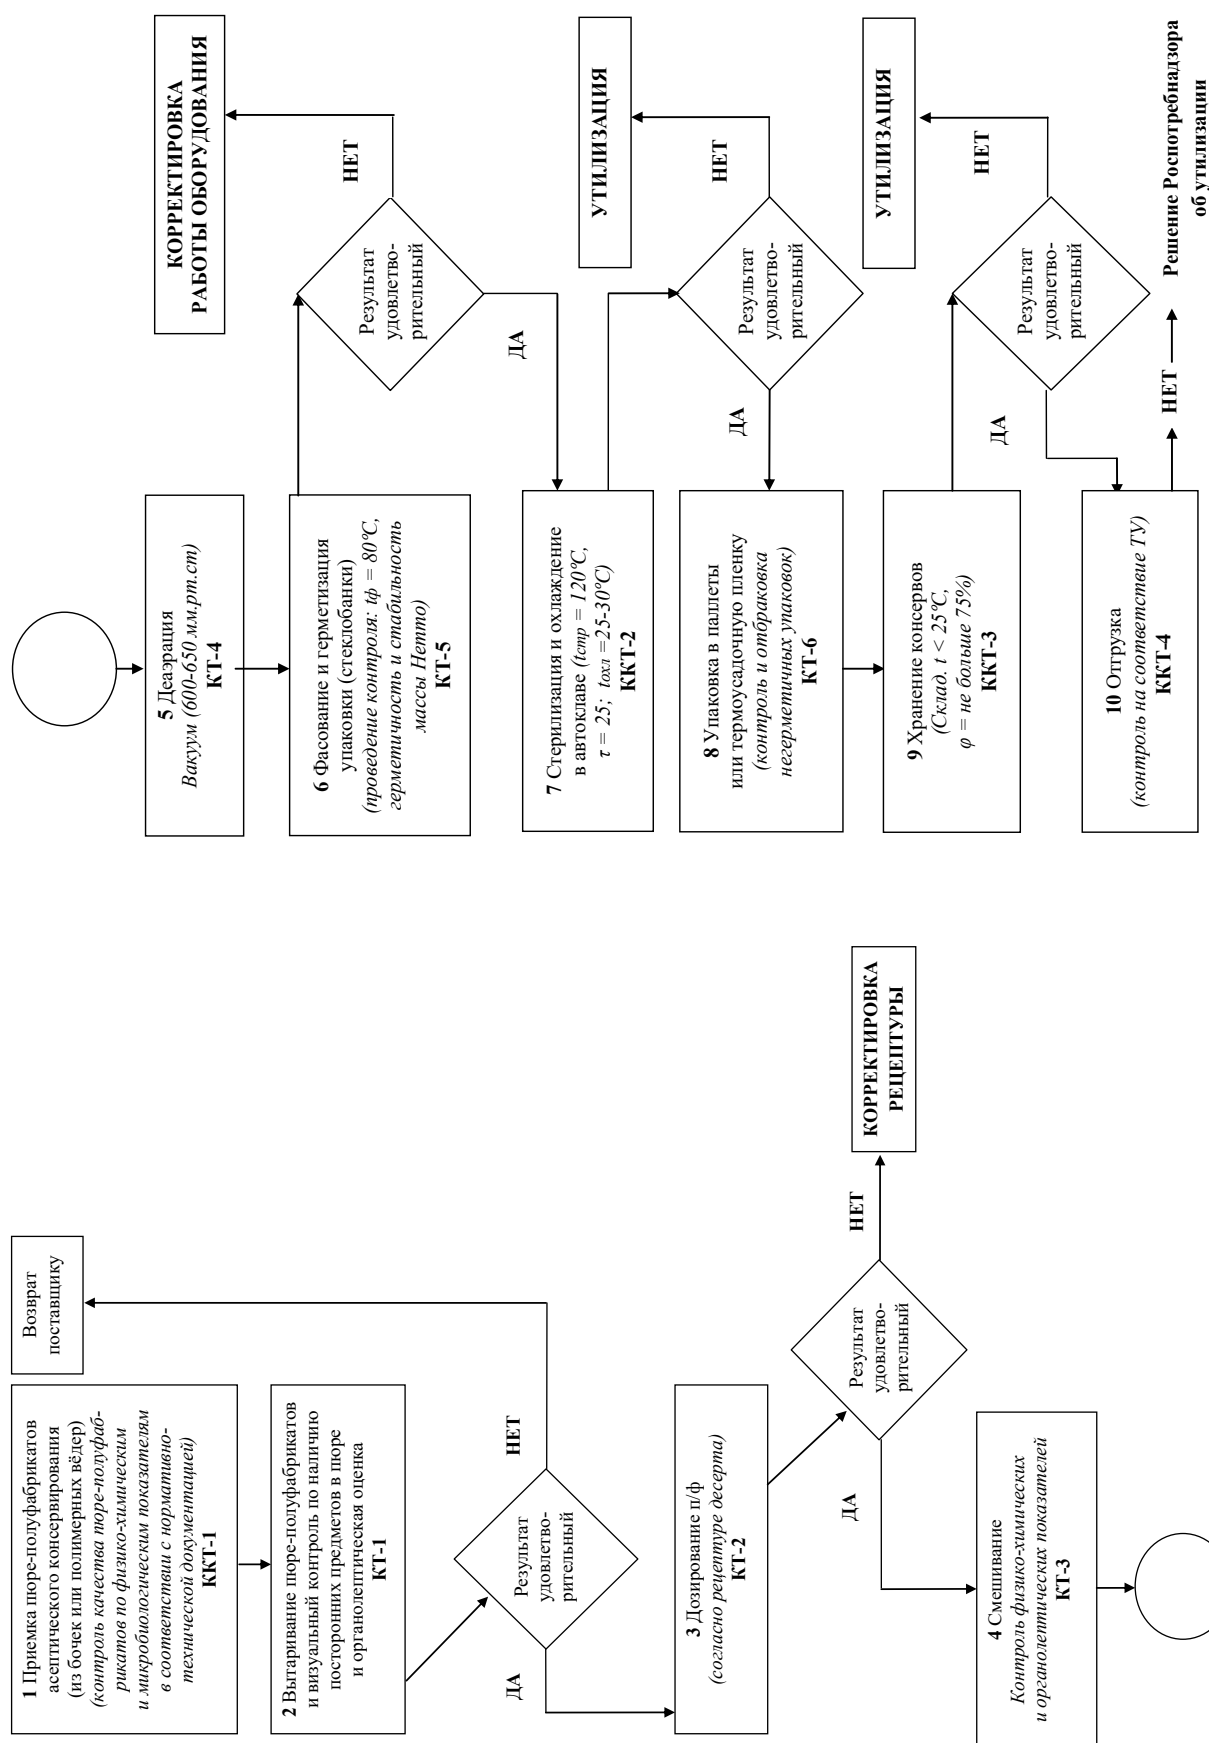 1 Приемка пюре-полуфабрикатов
асептического консервирования
(из бочек или полимерных вёдер)
(контроль качества пюре-полуфаб-
рикатов по физико-химическим
и микробиологическим показателям
в соответствии с нормативно-
технической документацией)
ККТ-1
Возврат
поставщику
2 Вытаривание пюре-полуфабрикатов
и визуальный контроль по наличию
посторонних предметов в пюре
и органолептическая оценка
КТ-1
НЕТ
Результат
удовлетво-
рительный
ДА
3 Дозирование п/ф
(согласно рецептуре десерта)
КТ-2
Результат
удовлетво-
рительный
НЕТ
КОРРЕКТИРОВКА
РЕЦЕПТУРЫ
ДА
4 Смешивание
Контроль физико-химических
и органолептических показателей
КТ-3
5 Деаэрация
Вакуум (600-650 мм.рт.ст)
КТ-4
6 Фасование и герметизация
упаковки (стеклобанки)
(проведение контроля: tф = 80°С,
герметичность и стабильность
массы Нетто)
КТ-5
КОРРЕКТИРОВКА
РАБОТЫ ОБОРУДОВАНИЯ
НЕТ
Результат
удовлетво-
рительный
ДА
7 Стерилизация и охлаждение
в автоклаве (tстр = 120°С,
τ = 25; tохл =25-30°С)
ККТ-2
УТИЛИЗАЦИЯ
НЕТ
Результат
удовлетво-
рительный
ДА
8 Упаковка в паллеты
или термоусадочную пленку
(контроль и отбраковка
негерметичных упаковок)
КТ-6
9 Хранение консервов
(Склад. t < 25°С,
φ = не больше 75%)
ККТ-3
УТИЛИЗАЦИЯ
НЕТ
Результат
удовлетво-
рительный
ДА
10 Отгрузка
(контроль на соответствие ТУ)
ККТ-4
НЕТ
Решение Роспотребнадзора
об утилизации